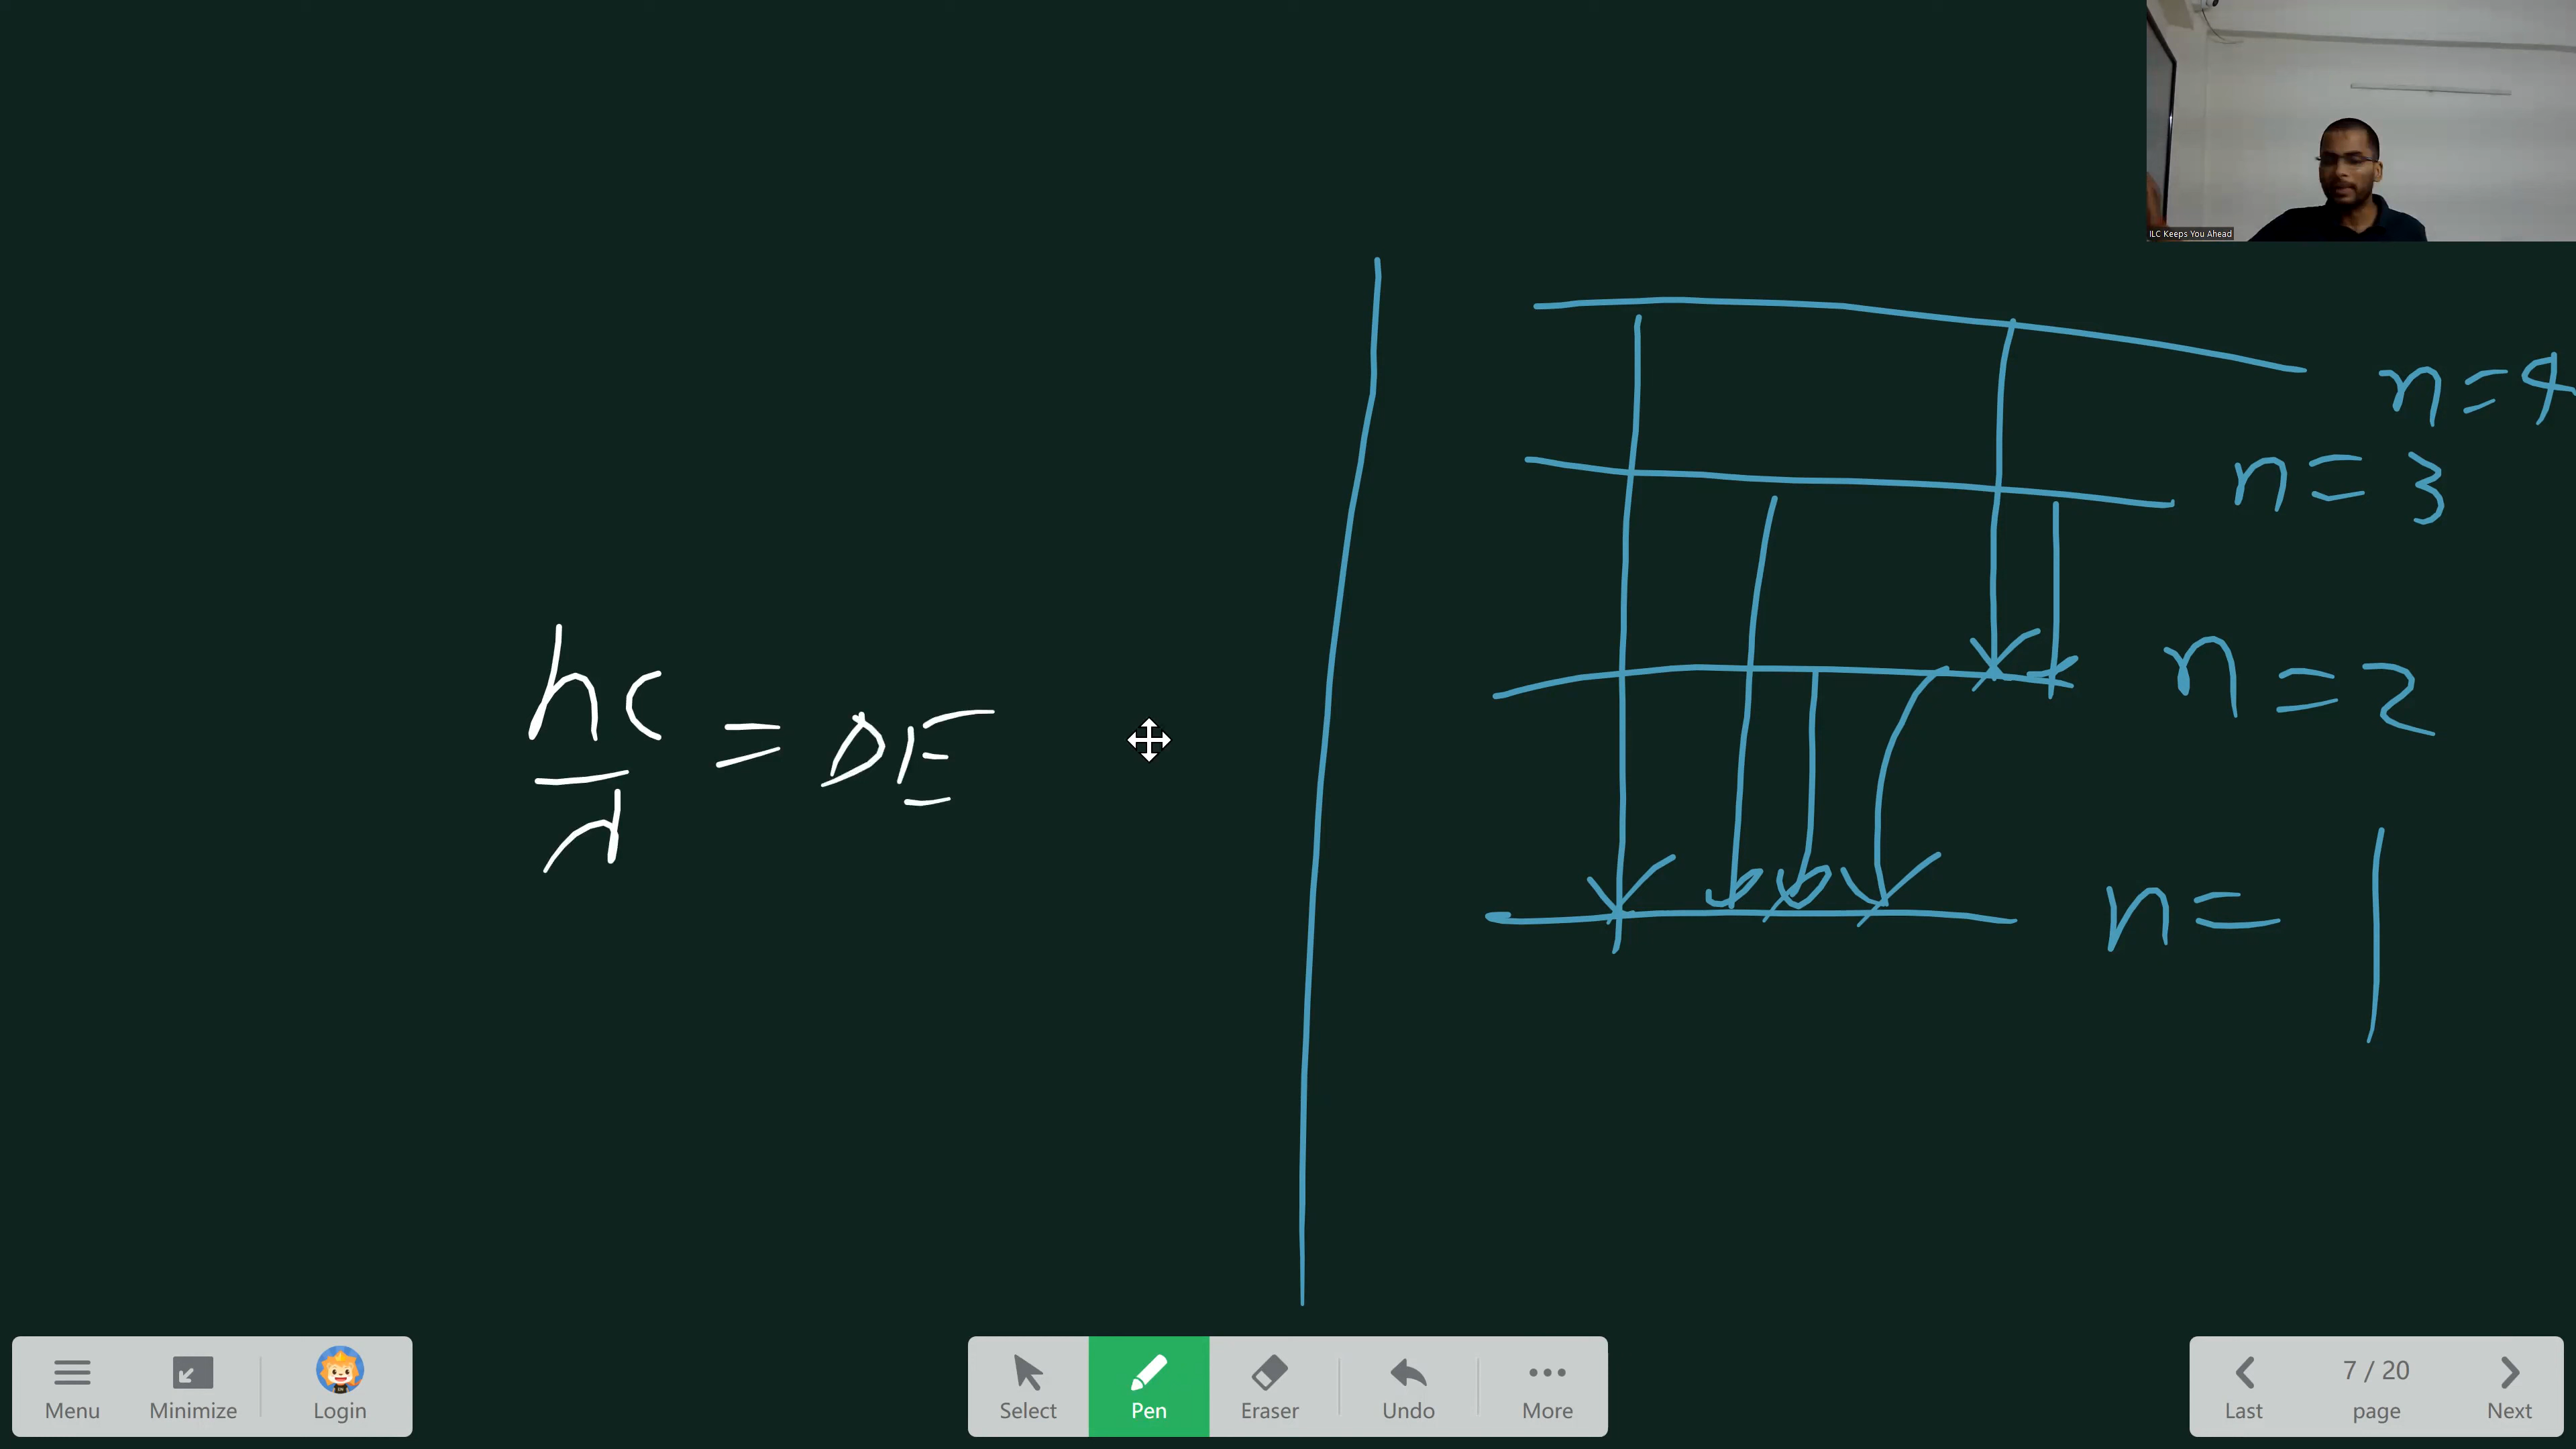 ILC Keeps You Ahead
n=4
n=3
n=2
n=1
hc/λ = DE
Menu Minimize Login
Select Pen Eraser Undo More
7 / 20
Last page Next